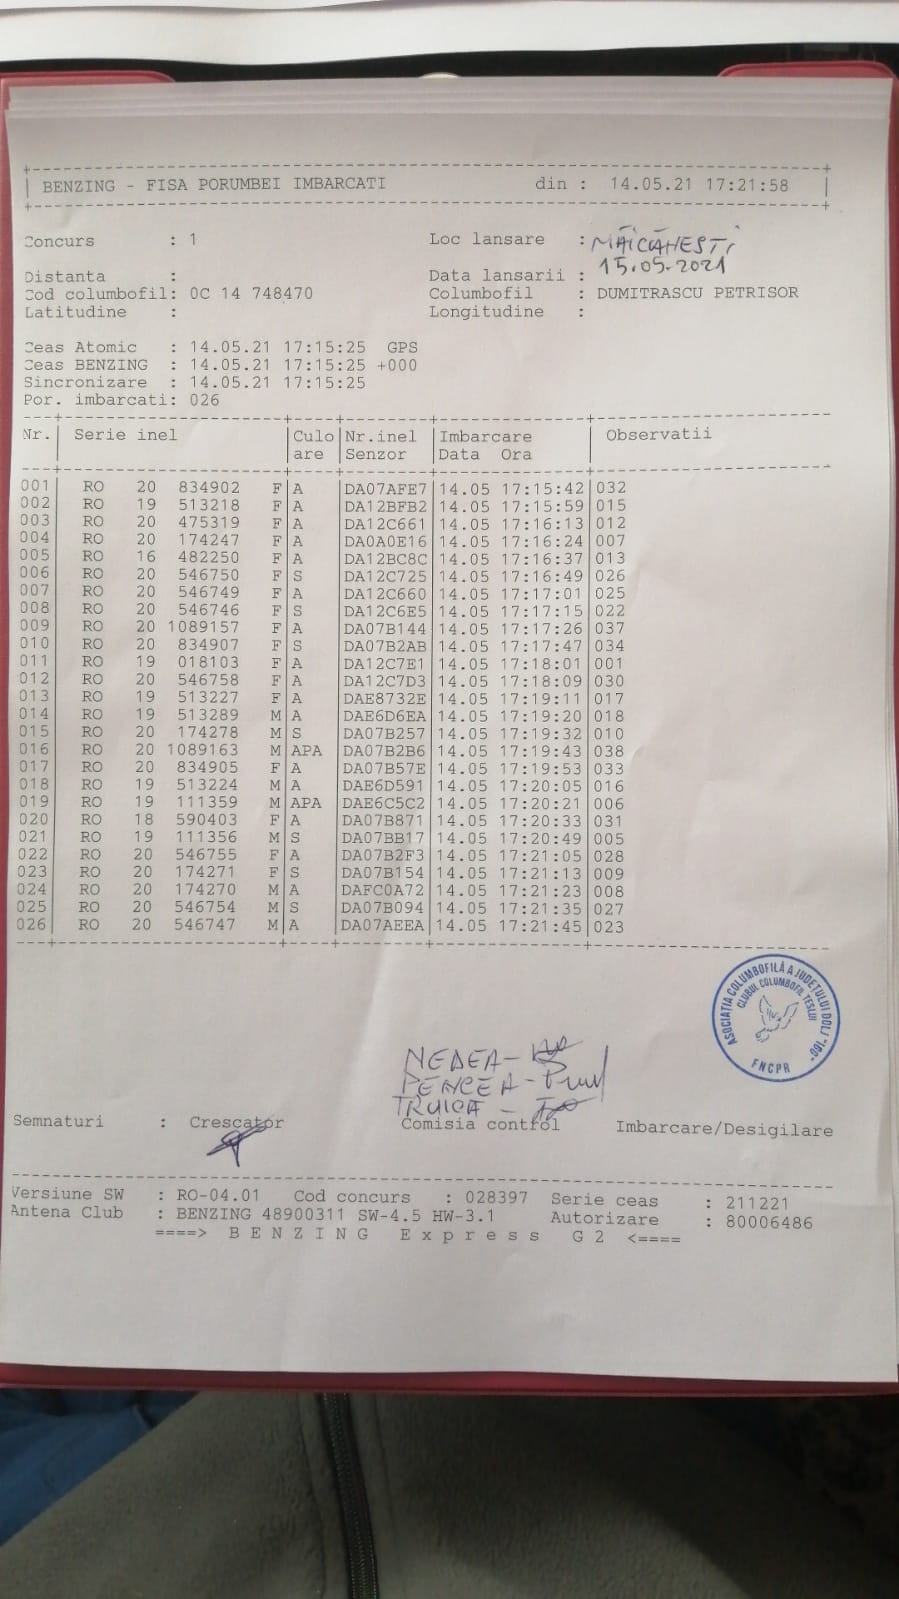 BENZING - FISA PORUMBEI IMBARCATI din : 14.05.21 17:21:58
Concurs : 1 Loc lansare : MĂICĂNEȘTI
Distanta : Data lansarii : 15.05.2021
Cod columbofil: 0C 14 748470 Columbofil : DUMITRASCU PETRISOR
Latitudine : Longitudine :
Ceas Atomic : 14.05.21 17:15:25 GPS
Ceas BENZING : 14.05.21 17:15:25 +000
Sincronizare : 14.05.21 17:15:25
Por. imbarcati: 026
Nr. Serie inel Culo Nr.inel Imbarcare Observatii
are Senzor Data Ora
001 RO 20 834902 F A DA07AFE7 14.05 17:15:42 032
002 RO 19 513218 F A DA12BFB2 14.05 17:15:59 015
003 RO 20 475319 F A DA12C661 14.05 17:16:13 012
004 RO 20 174247 F A DA0A0E16 14.05 17:16:24 007
005 RO 16 482250 F A DA12BC8C 14.05 17:16:37 013
006 RO 20 546750 F S DA12C725 14.05 17:16:49 026
007 RO 20 546749 F A DA12C660 14.05 17:17:01 025
008 RO 20 546746 F S DA12C6E5 14.05 17:17:15 022
009 RO 20 1089157 F A DA07B144 14.05 17:17:26 037
010 RO 20 834907 F S DA07B2AB 14.05 17:17:47 034
011 RO 19 018103 F A DA12C7E1 14.05 17:18:01 001
012 RO 20 546758 F A DA12C7D3 14.05 17:18:09 030
013 RO 19 513227 F A DAE8732E 14.05 17:19:11 017
014 RO 19 513289 M A DAE6D6EA 14.05 17:19:20 018
015 RO 20 174278 M S DA07B257 14.05 17:19:32 010
016 RO 20 1089163 M APA DA07B2B6 14.05 17:19:43 038
017 RO 20 834905 F A DA07B57E 14.05 17:19:53 033
018 RO 19 513224 M A DAE6D591 14.05 17:20:05 016
019 RO 19 111359 M APA DAE6C5C2 14.05 17:20:21 006
020 RO 18 590403 F A DA07B871 14.05 17:20:33 031
021 RO 19 111356 M S DA07BB17 14.05 17:20:49 005
022 RO 20 546755 F A DA07B2F3 14.05 17:21:05 028
023 RO 20 174271 F S DA07B154 14.05 17:21:13 009
024 RO 20 174270 M A DAFC0A72 14.05 17:21:23 008
025 RO 20 546754 M S DA07B094 14.05 17:21:35 027
026 RO 20 546747 M A DA07AEEA 14.05 17:21:45 023
ASOCIAȚIA COLUMBOFILĂ A JUDEȚULUI DOLJ "160"
CLUBUL COLUMBOFIL TESLUI
FNCPR
NEDEA -
PENCEA -
TRUICA -
Semnaturi : Crescator Comisia control Imbarcare/Desigilare
Versiune SW : RO-04.01 Cod concurs : 028397 Serie ceas : 211221
Antena Club : BENZING 48900311 SW-4.5 HW-3.1 Autorizare : 80006486
====> B E N Z I N G E x p r e s s G 2 <====